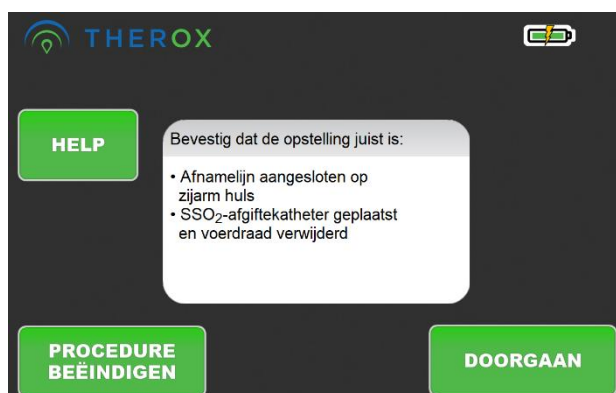 THEROX
HELP
Bevestig dat de opstelling juist is:
• Afnamelijn aangesloten op
zijarm huls
• SSO₂-afgiftekatheter geplaatst
en voerdraad verwijderd
PROCEDURE
BEËINDIGEN
DOORGAAN